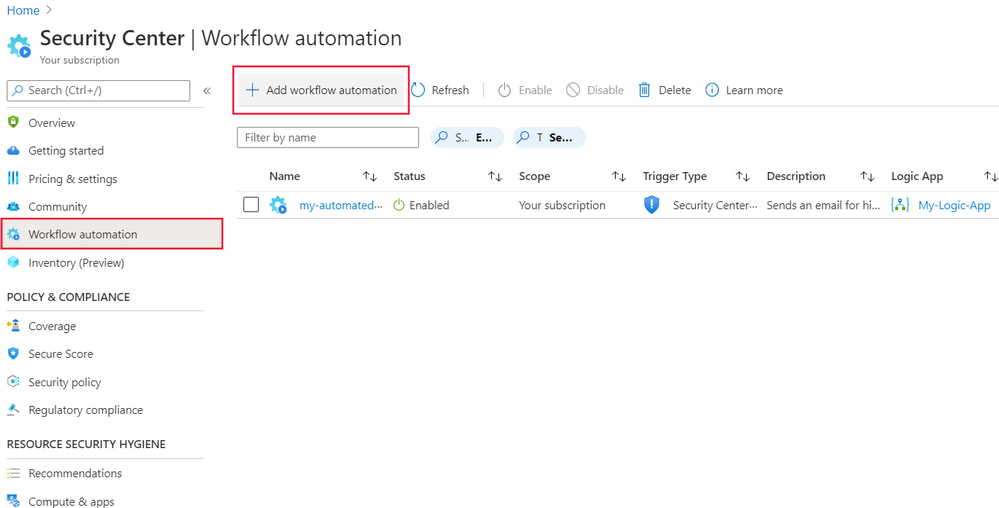 Home
Security Center | Workflow automation
Your subscription
Search (Ctrl+/)
Add workflow automation
Refresh
Enable
Disable
Delete
Learn more
Overview
Getting started
Pricing & settings
Community
Workflow automation
Inventory (Preview)
POLICY & COMPLIANCE
Coverage
Secure Score
Security policy
Regulatory compliance
RESOURCE SECURITY HYGIENE
Recommendations
Compute & apps
Filter by name
S... E...
T Se...
Name Status Scope Trigger Type Description Logic App
my-automated... Enabled Your subscription Security Center... Sends an email for hi... My-Logic-App